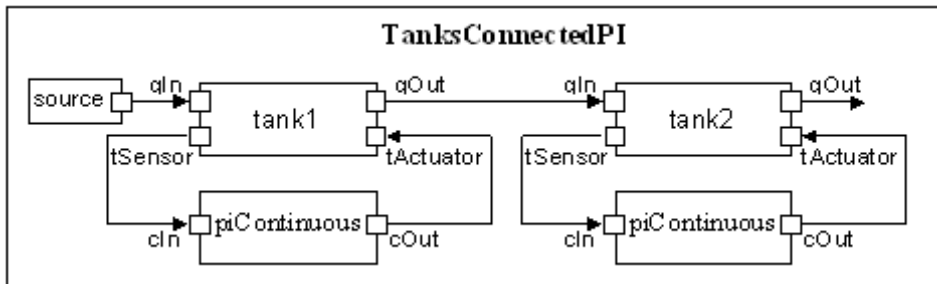 TanksConnectedPI
qIn qOut qIn qOut
source tank1 tank2
tSensor tActuator tSensor tActuator
piContinuous piContinuous
cIn cOut cIn cOut